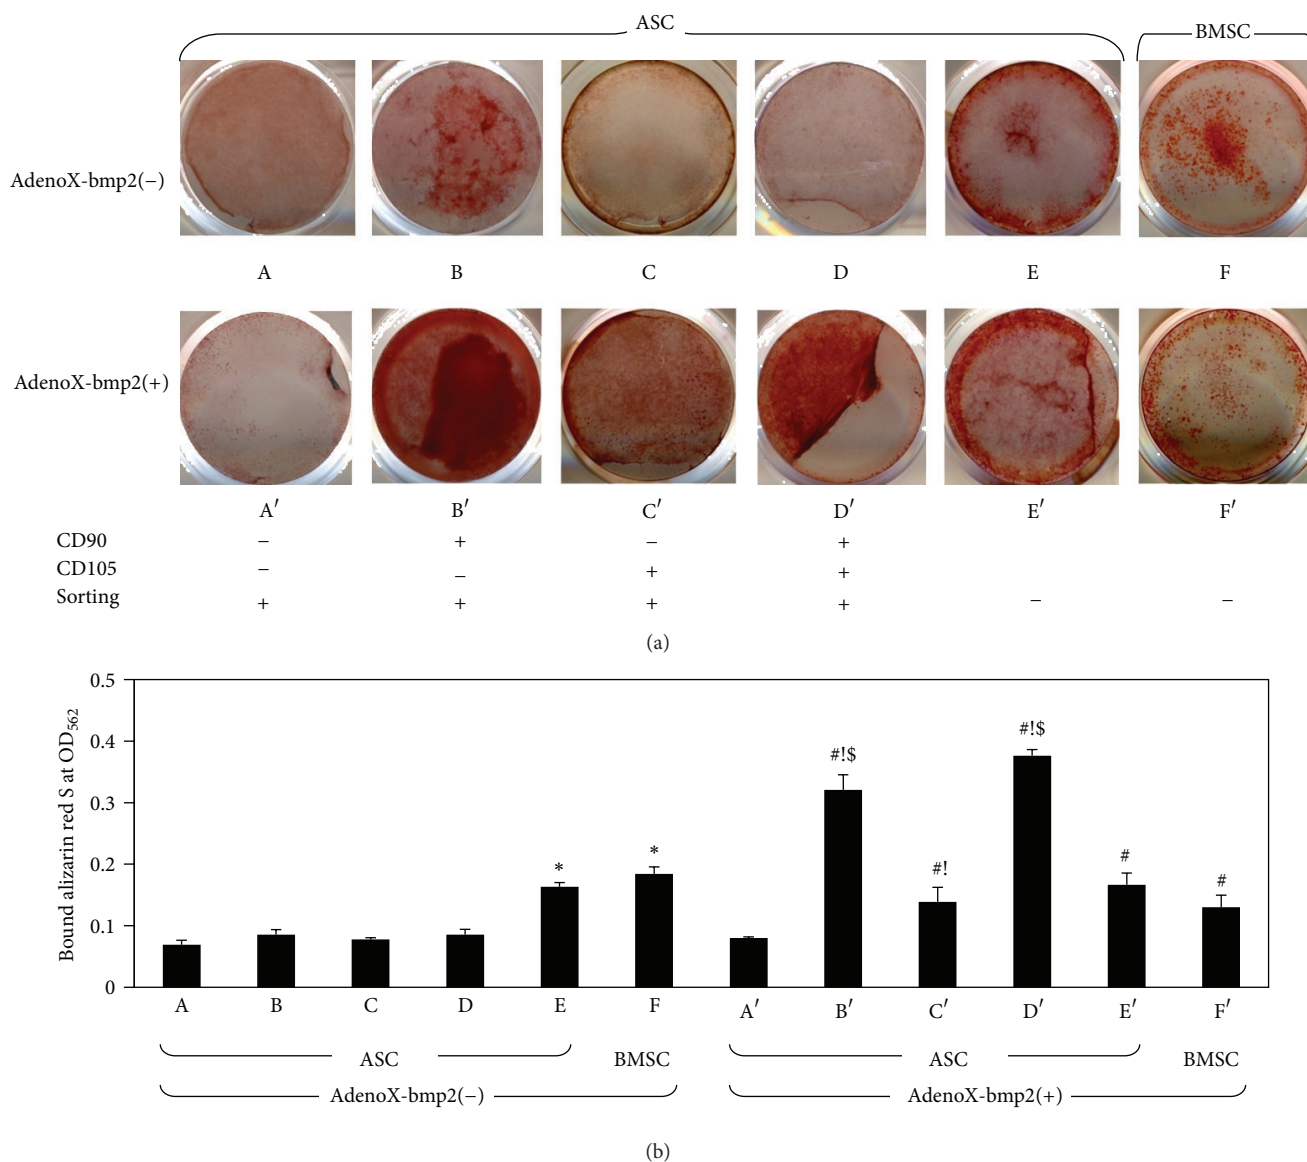 ASC
BMSC
AdenoX-bmp2(−)
A B C D E F
AdenoX-bmp2(+)
A′ B′ C′ D′ E′ F′
CD90 − + − +
CD105 − − + +
Sorting + + + + − −
(a)
Bound alizarin red S at OD562
0.5
0.4
0.3
0.2
0.1
0
* * #!$ #! #!$ # #
A B C D E F A′ B′ C′ D′ E′ F′
ASC BMSC ASC BMSC
AdenoX-bmp2(−) AdenoX-bmp2(+)
(b)